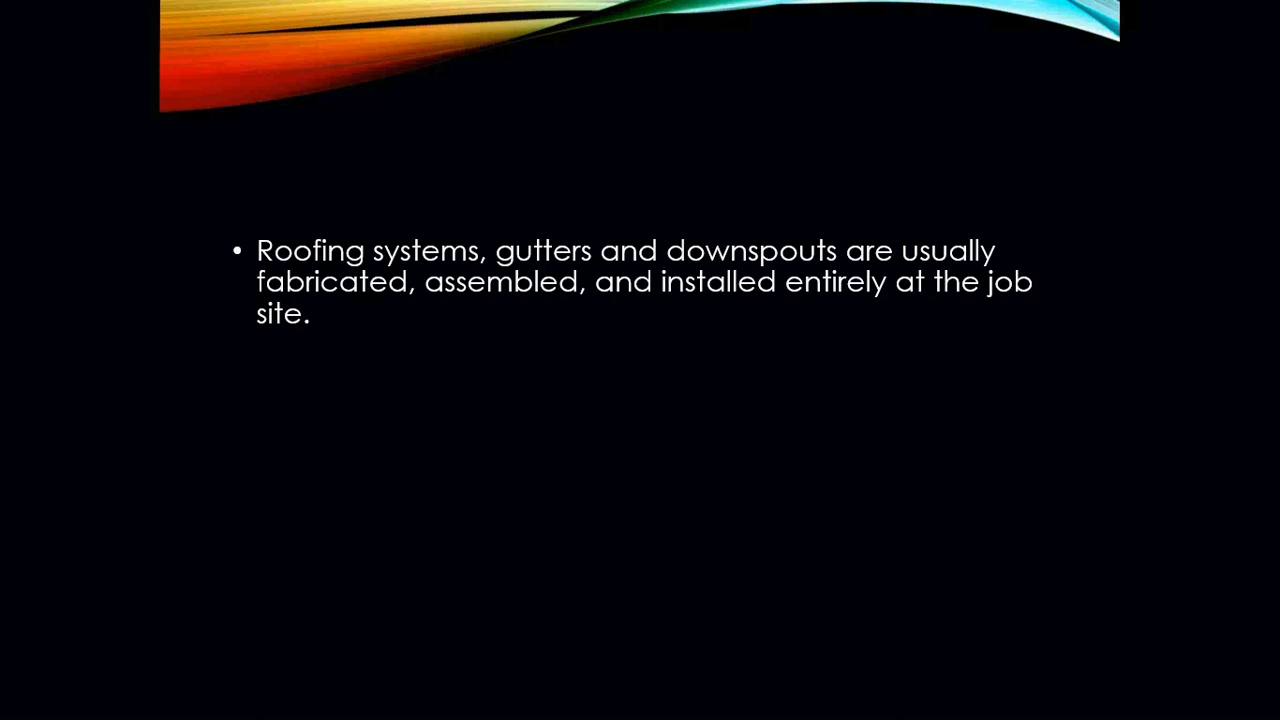 • Roofing systems, gutters and downspouts are usually
fabricated, assembled, and installed entirely at the job
site.